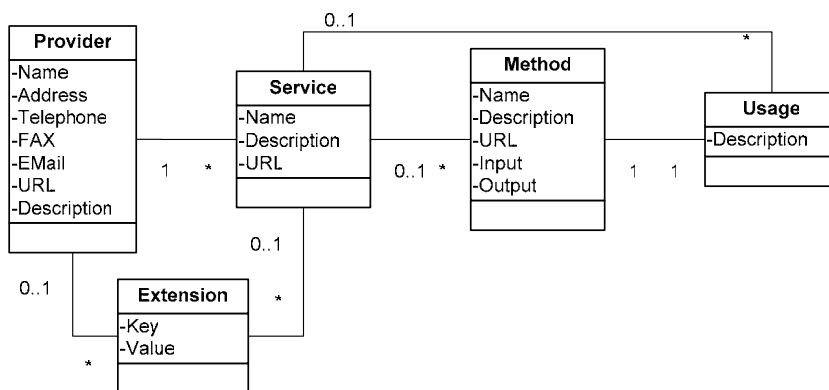 Provider
-Name
-Address
-Telephone
-FAX
-EMail
-URL
-Description
Service
-Name
-Description
-URL
Method
-Name
-Description
-URL
-Input
-Output
Usage
-Description
Extension
-Key
-Value
0..1
*
1
*
0..1
*
1
1
0..1
*
0..1
*